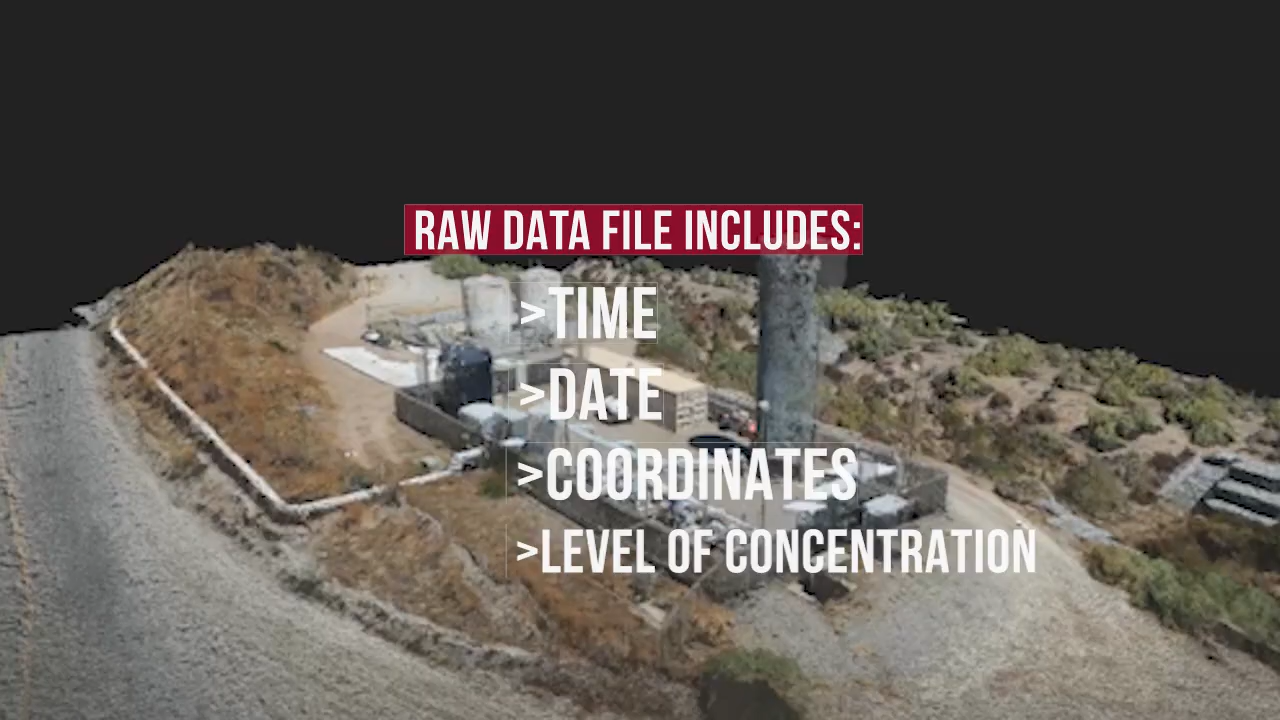 RAW DATA FILE INCLUDES:
>TIME
>DATE
>COORDINATES
>LEVEL OF CONCENTRATION